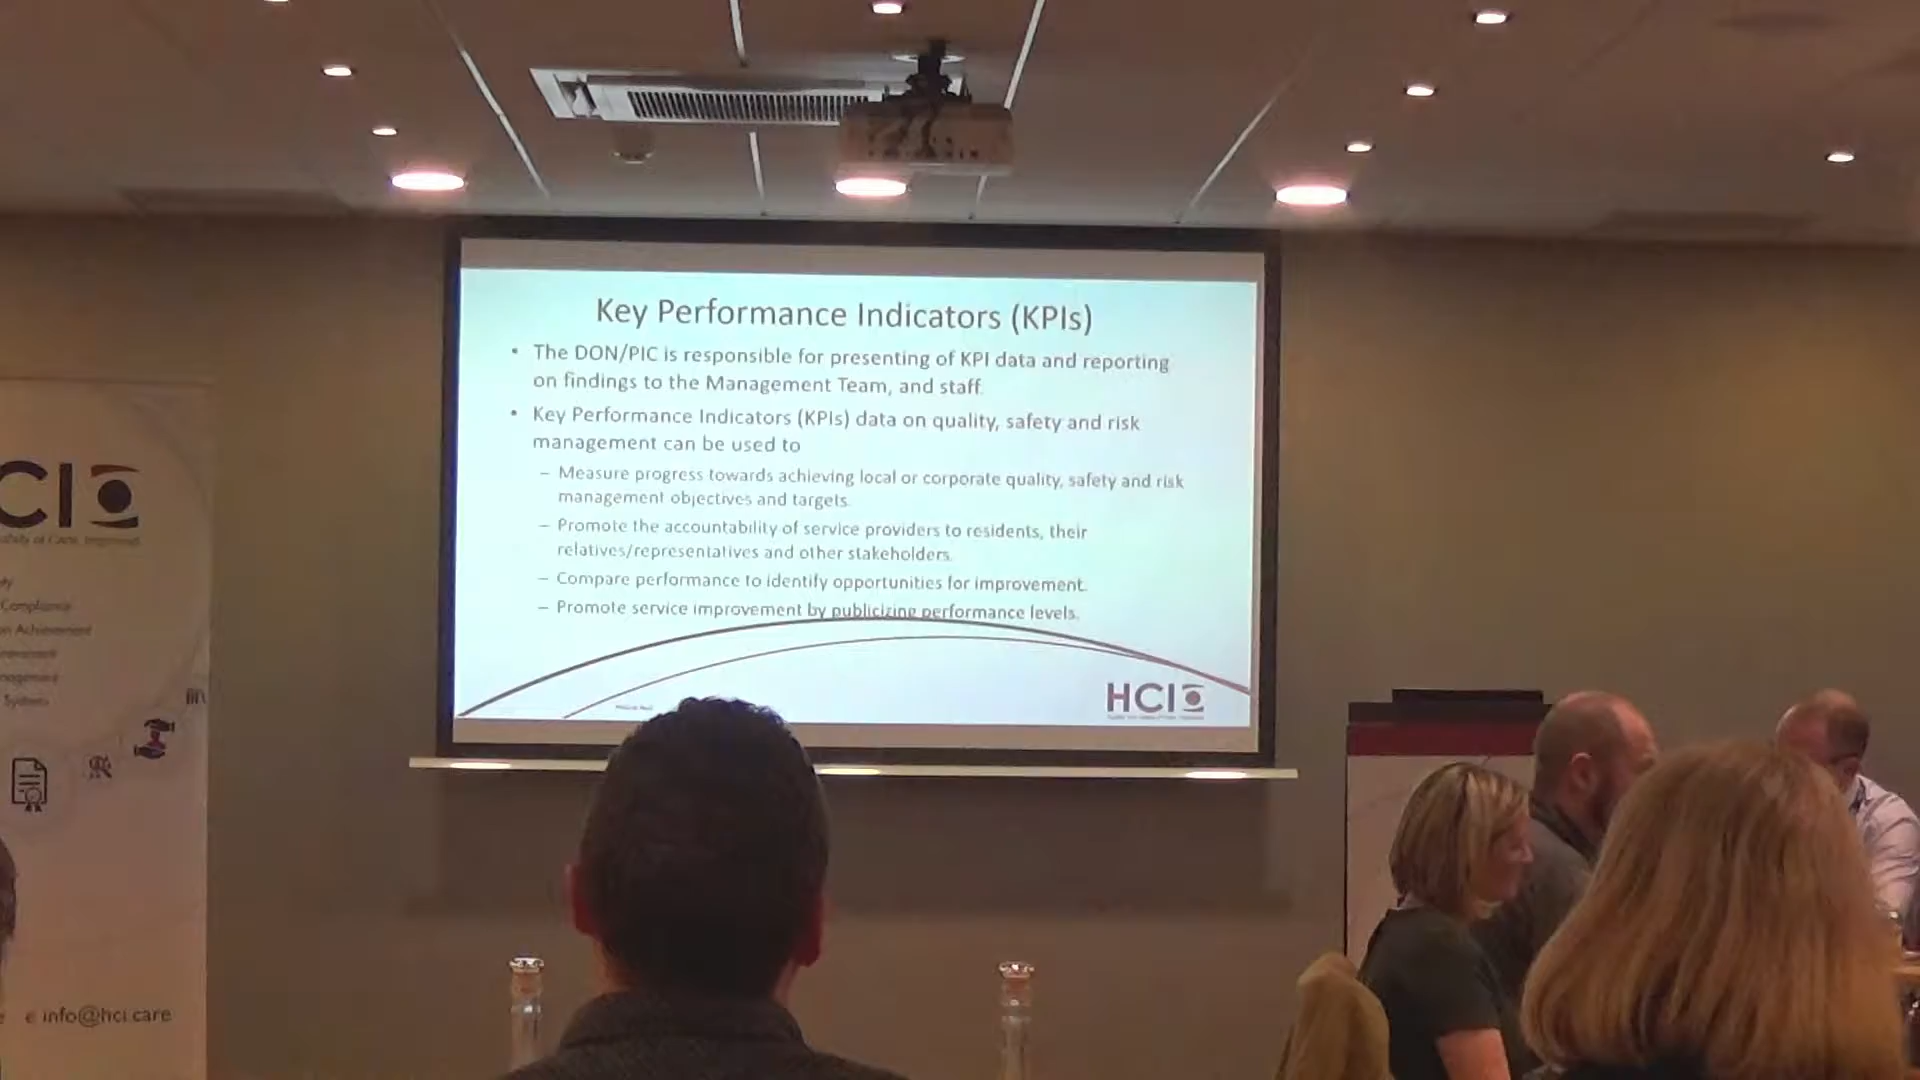 Key Performance Indicators (KPIs)
• The DON/PIC is responsible for presenting of KPI data and reporting
on findings to the Management Team, and staff.
• Key Performance Indicators (KPIs) data on quality, safety and risk
management can be used to
– Measure progress towards achieving local or corporate quality, safety and risk
management objectives and targets.
– Promote the accountability of service providers to residents, their
relatives/representatives and other stakeholders.
– Compare performance to identify opportunities for improvement.
– Promote service improvement by publicizing performance levels.
HCI
CI
Compliance
Achievement
System
e info@hci.care